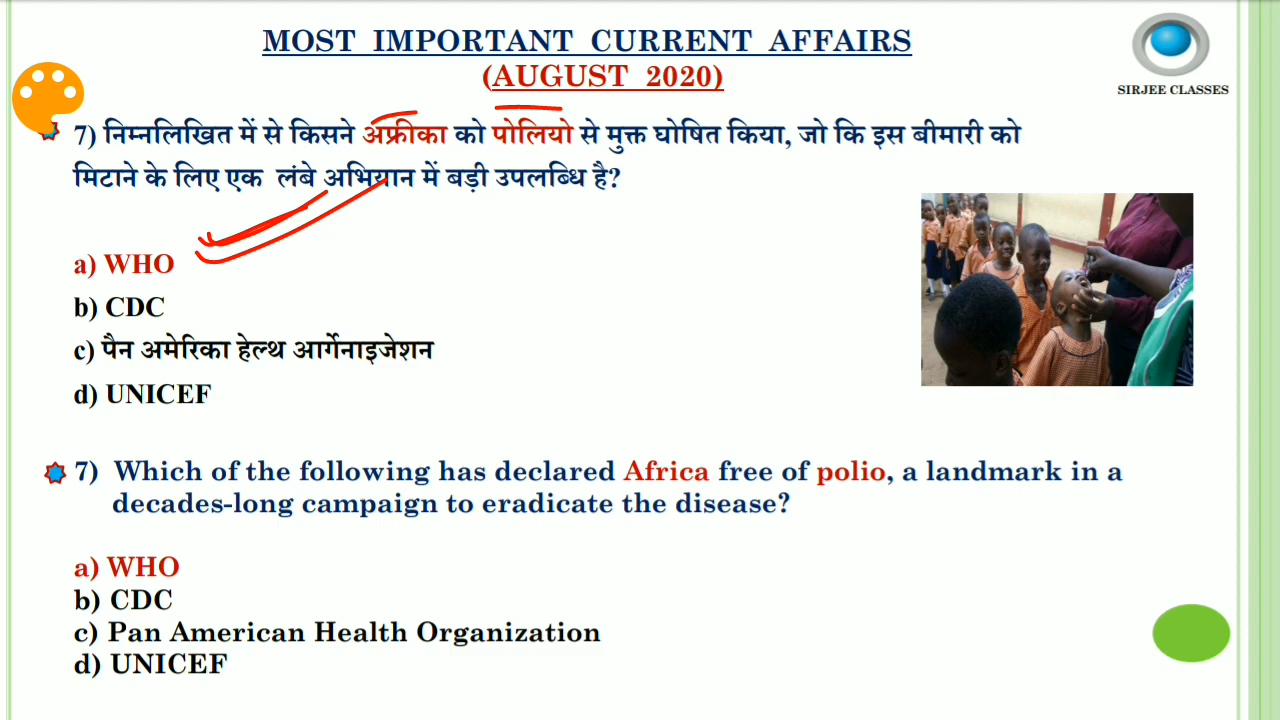 MOST IMPORTANT CURRENT AFFAIRS
(AUGUST 2020)
SIRJEE CLASSES
7) निम्नलिखित में से किसने अफ्रीका को पोलियो से मुक्त घोषित किया, जो कि इस बीमारी को
मिटाने के लिए एक लंबे अभियान में बड़ी उपलब्धि है?
a) WHO
b) CDC
c) पैन अमेरिका हेल्थ आर्गेनाइजेशन
d) UNICEF
7) Which of the following has declared Africa free of polio, a landmark in a
decades-long campaign to eradicate the disease?
a) WHO
b) CDC
c) Pan American Health Organization
d) UNICEF